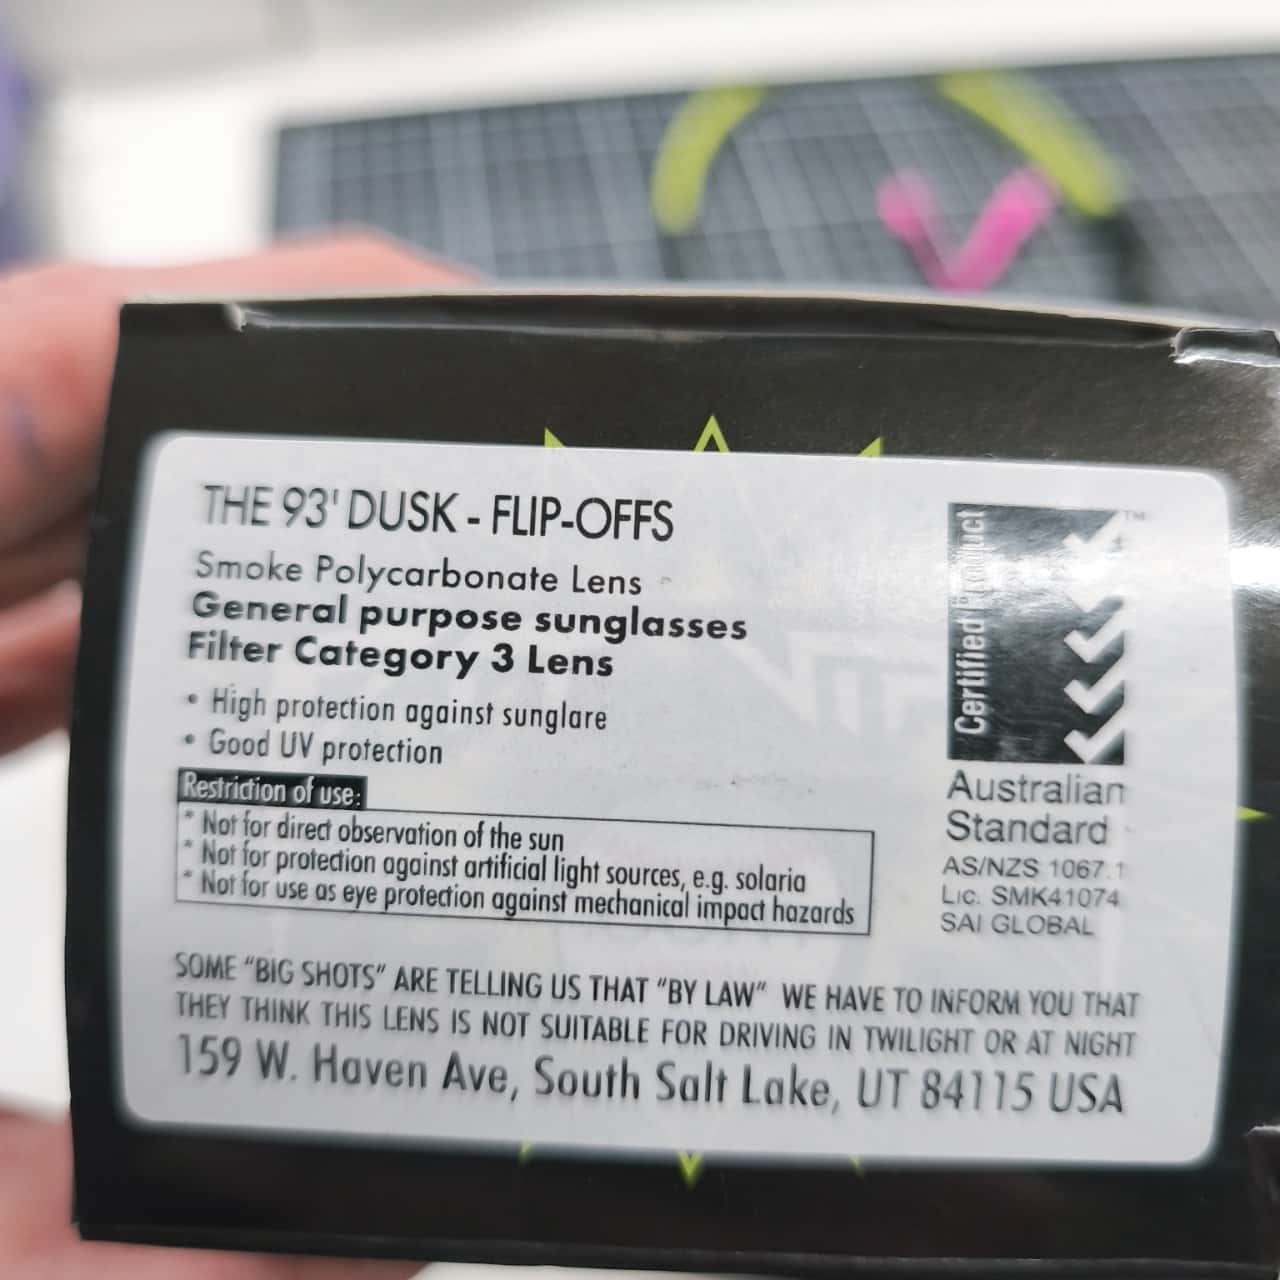 THE 93' DUSK - FLIP-OFFS
Smoke Polycarbonate Lens
General purpose sunglasses
Filter Category 3 Lens
• High protection against sunglare
• Good UV protection
Restriction of use:
* Not for direct observation of the sun
* Not for protection against artificial light sources, e.g. solaria
* Not for use as eye protection against mechanical impact hazards
Certified Product
TM
Australian
Standard
AS/NZS 1067.1
Lic. SMK41074
SAI GLOBAL
SOME "BIG SHOTS" ARE TELLING US THAT "BY LAW" WE HAVE TO INFORM YOU THAT
THEY THINK THIS LENS IS NOT SUITABLE FOR DRIVING IN TWILIGHT OR AT NIGHT
159 W. Haven Ave, South Salt Lake, UT 84115 USA